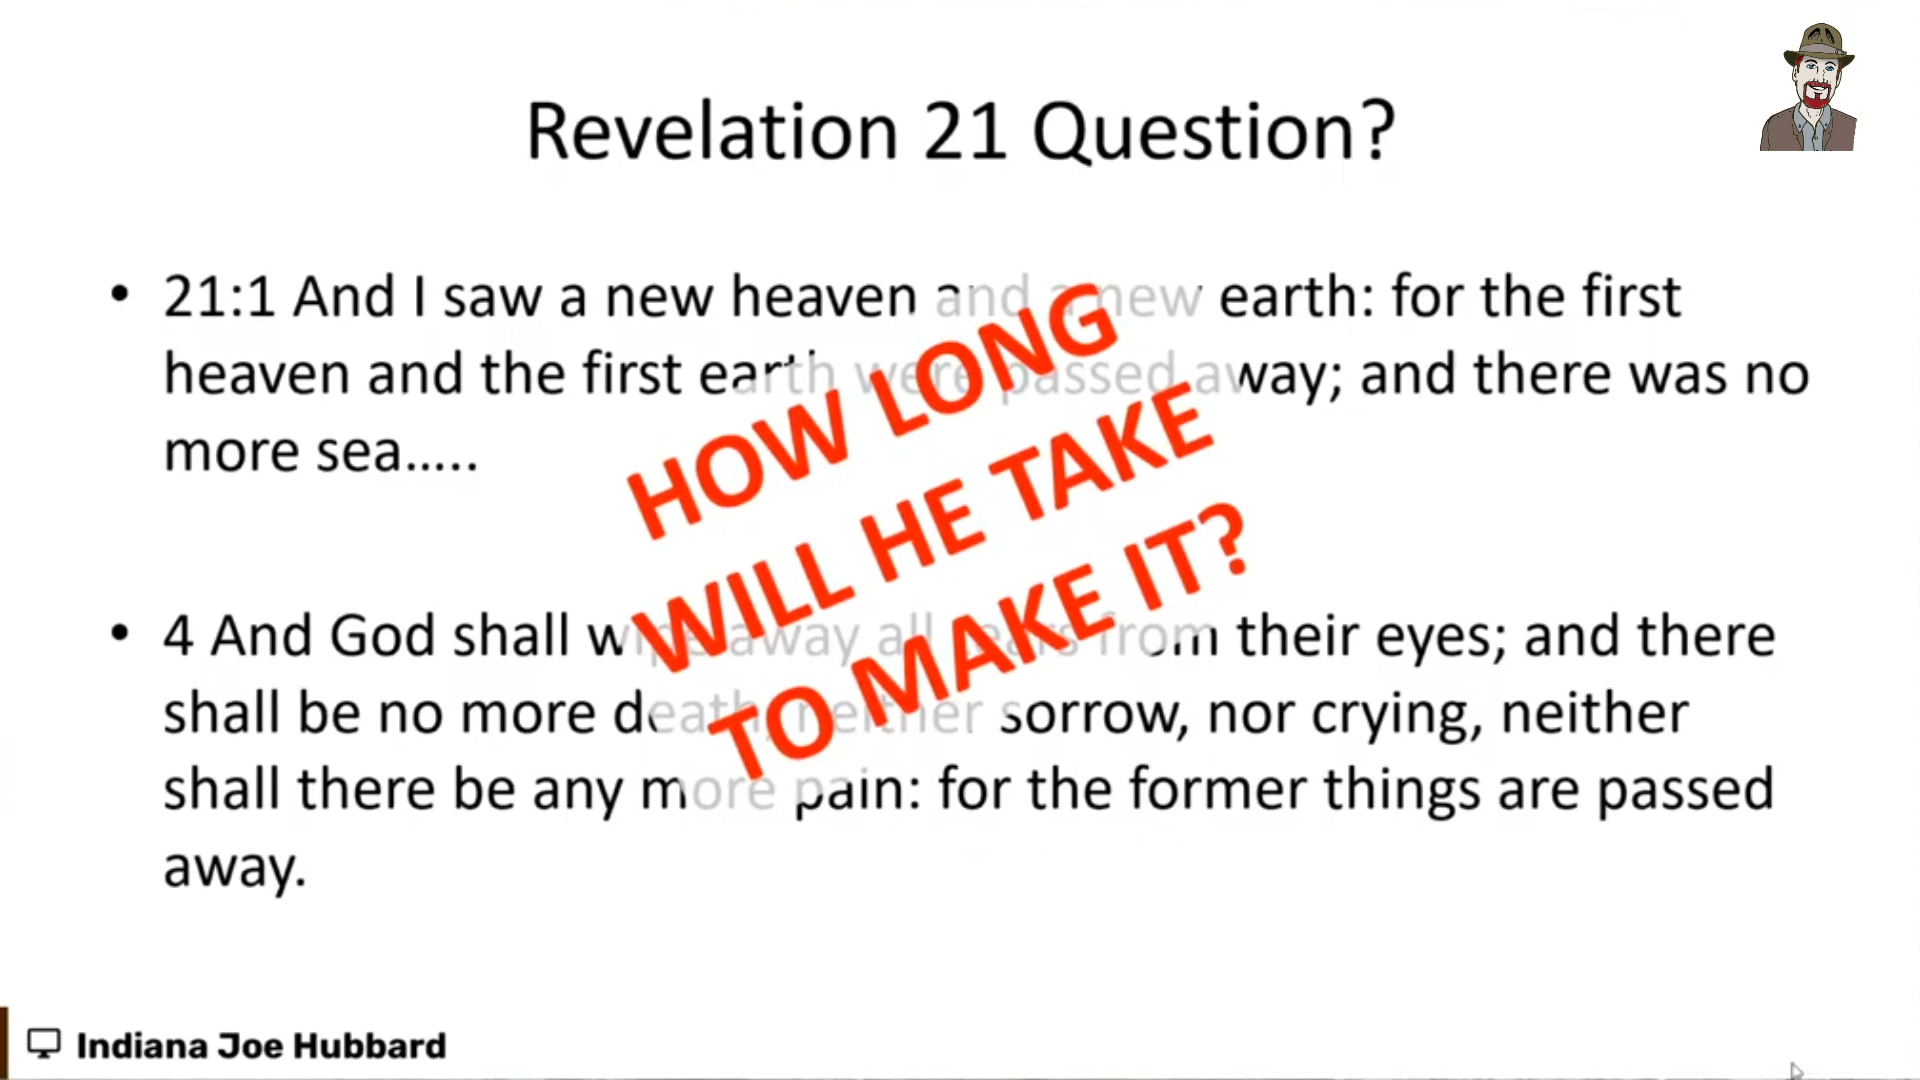 Revelation 21 Question?
• 21:1 And I saw a new heaven and a new earth: for the first
heaven and the first earth were passed away; and there was no
more sea.....
HOW LONG
WILL HE TAKE
TO MAKE IT?
• 4 And God shall wipe away all tears from their eyes; and there
shall be no more death, neither sorrow, nor crying, neither
shall there be any more pain: for the former things are passed
away.
Indiana Joe Hubbard